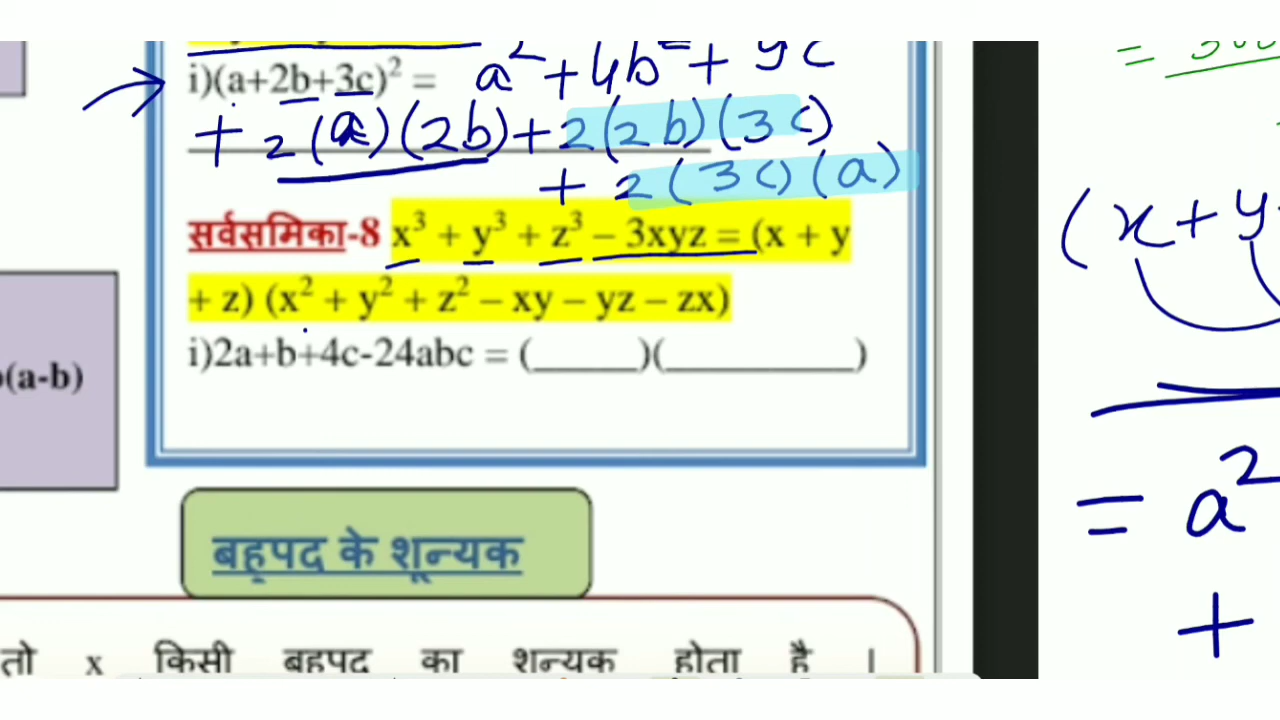 i)(a+2b+3c)² = a² + 4b² + 9c
+ 2(a)(2b) + 2(2b)(3c)
+ 2(3c)(a)
सर्वसमिका-8 x³ + y³ + z³ – 3xyz = (x + y
+ z) (x² + y² + z² – xy – yz – zx)
i)2a+b+4c-24abc = (_____)(__________)
(a-b)
बहुपद के शून्यक
तो x किसी बहुपद का शून्यक होता है ।
(x+y
= a²
+